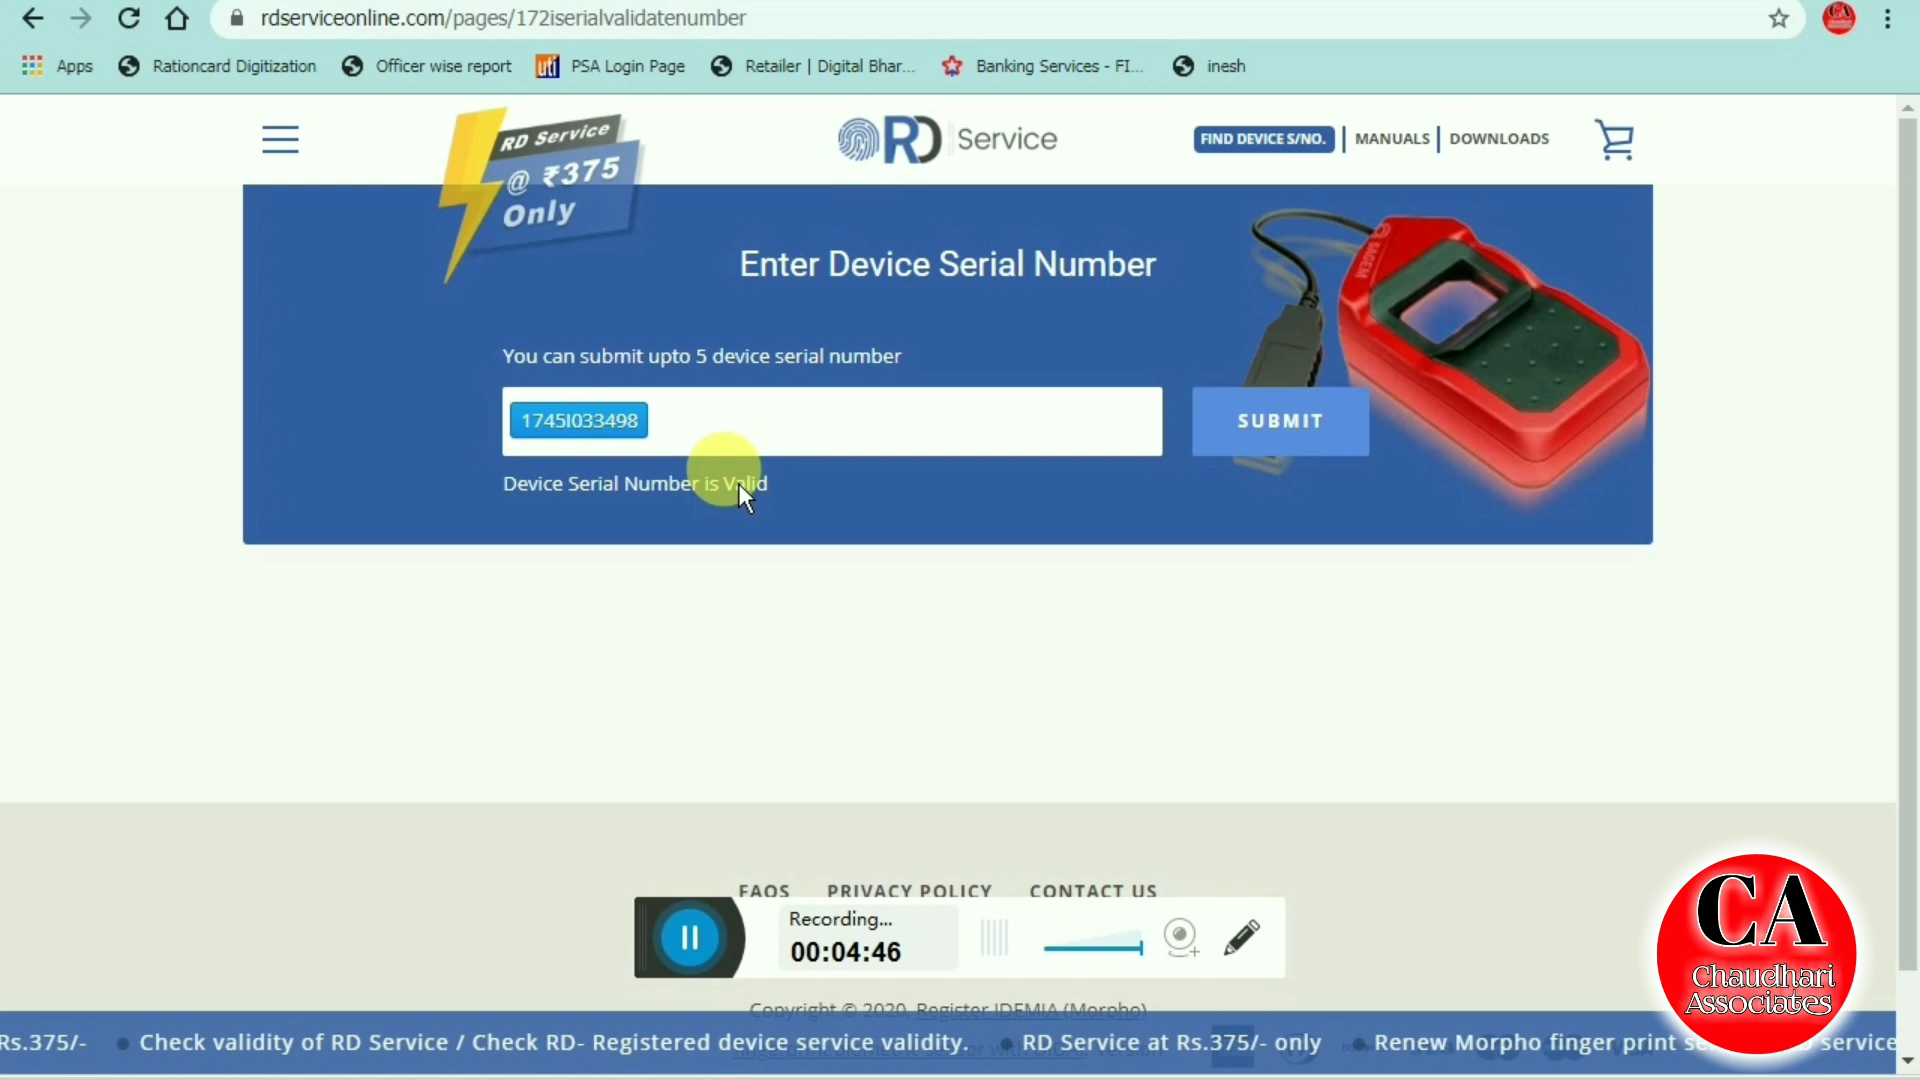 rdserviceonline.com/pages/172iserialvalidatenumber
CA
Apps
Rationcard Digitization
Officer wise report
uti
PSA Login Page
Retailer | Digital Bhar...
Banking Services - FI...
inesh
RD Service
@ ₹375
Only
RD Service
FIND DEVICE S/NO.
MANUALS
DOWNLOADS
Enter Device Serial Number
SAGEM
You can submit upto 5 device serial number
1745I033498
SUBMIT
Device Serial Number is Valid
FAQS
PRIVACY POLICY
CONTACT US
Recording...
00:04:46
CA
Chaudhari
Associates
Copyright © 2020, Register IDEMIA (Morpho)
Rs.375/-
Check validity of RD Service / Check RD- Registered device service validity.
RD Service at Rs.375/- only
Renew Morpho finger print
service